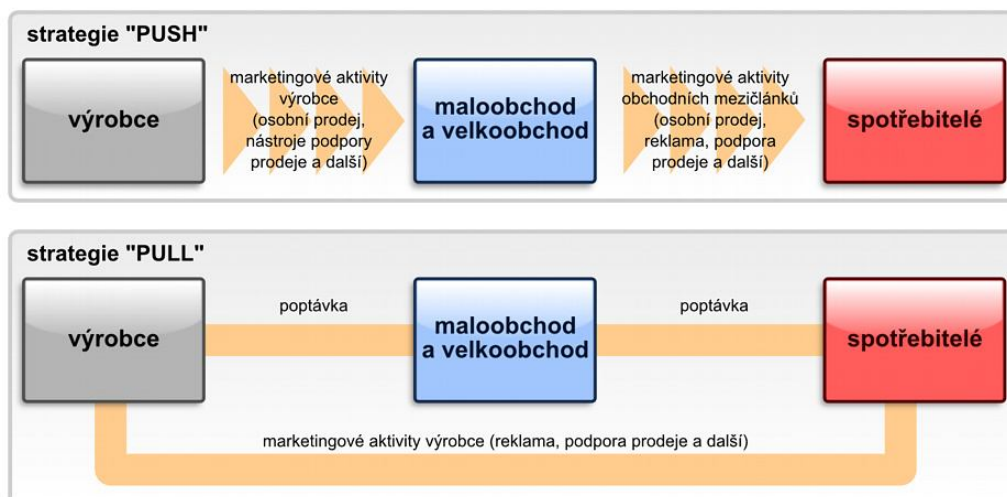 strategie "PUSH"
výrobce
marketingové aktivity
výrobce
(osobní prodej,
nástroje podpory
prodeje a další)
maloobchod
a velkoobchod
marketingové aktivity
obchodních mezičlánků
(osobní prodej,
reklama, podpora
prodeje a další)
spotřebitelé
strategie "PULL"
výrobce
poptávka
maloobchod
a velkoobchod
poptávka
spotřebitelé
marketingové aktivity výrobce (reklama, podpora prodeje a další)